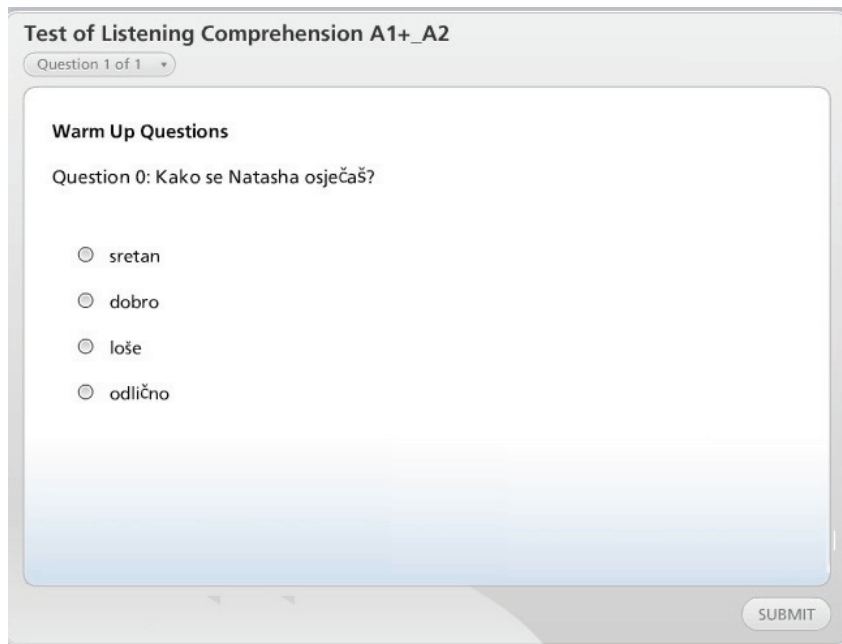 Test of Listening Comprehension A1+_A2
Question 1 of 1
Warm Up Questions
Question 0: Kako se Natasha osječaš?
sretan
dobro
loše
odlično
SUBMIT